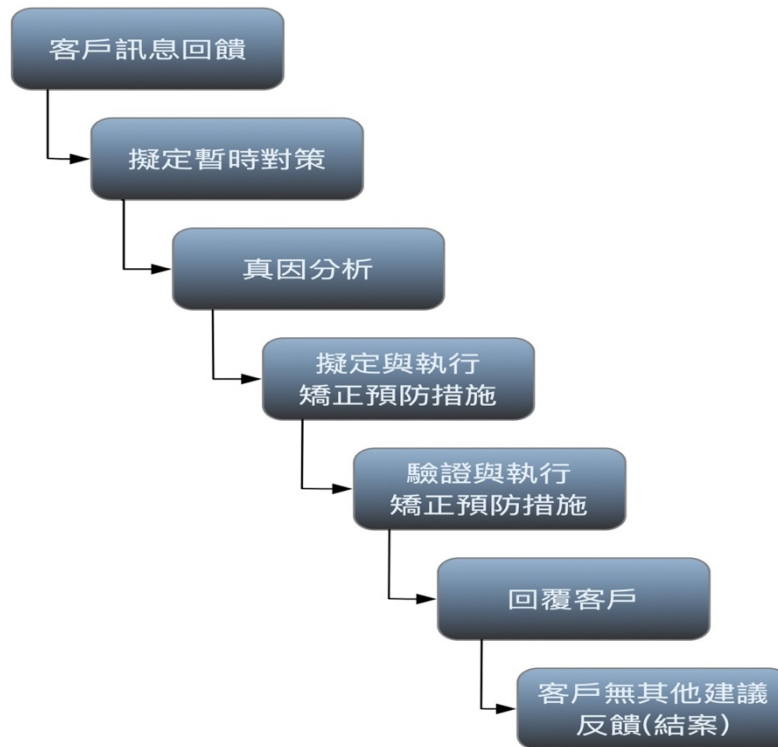 客戶訊息回饋
擬定暫時對策
真因分析
擬定與執行
矯正預防措施
驗證與執行
矯正預防措施
回覆客戶
客戶無其他建議
反饋(結案)